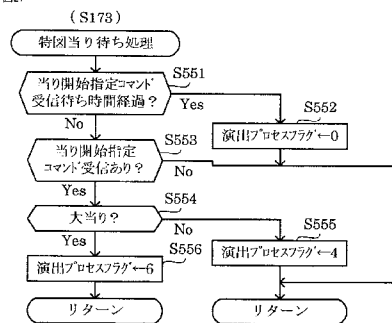 (S173)
特図当り待ち処理
S551
当り開始指定コマンド
受信待ち時間経過?
Yes
S552
演出プロセスフラグ←0
No
S553
当り開始指定
コマンド受信あり?
No
Yes
S554
大当り?
No
S555
演出プロセスフラグ←4
Yes
S556
演出プロセスフラグ←6
リターン
リターン